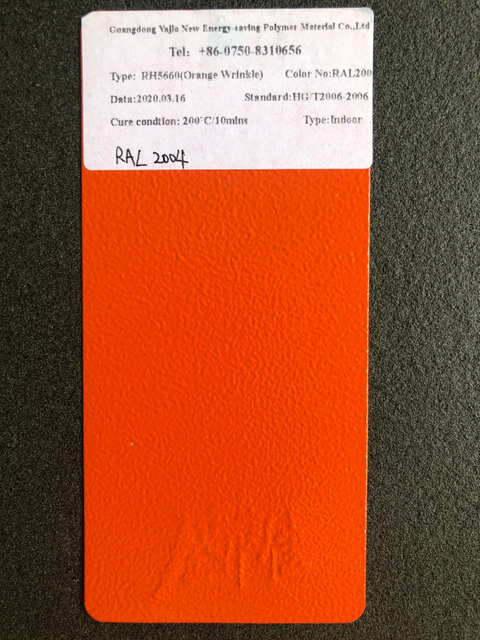 Guangdong Yajia New Energy-saving Polymer Material Co.,Ltd
Tel: +86-0750-8310656
Type: RH5660(Orange Wrinkle) Color No:RAL200
Data:2020.03.16 Standard:HG/T2006-2006
Cure condtion: 200°C/10mins Type:Indoor
RAL 2004